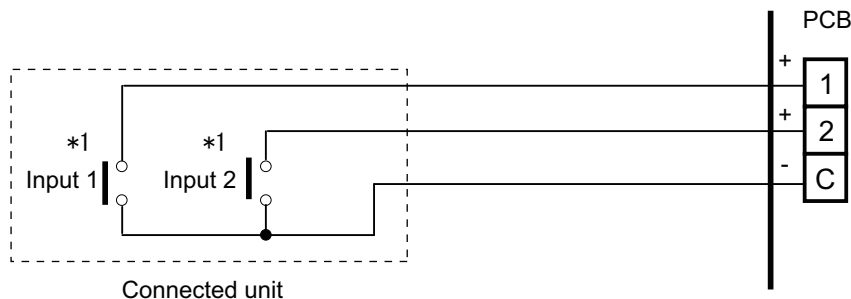 PCB
+
1
+
2
-
C
*1
*1
Input 1
Input 2
Connected unit